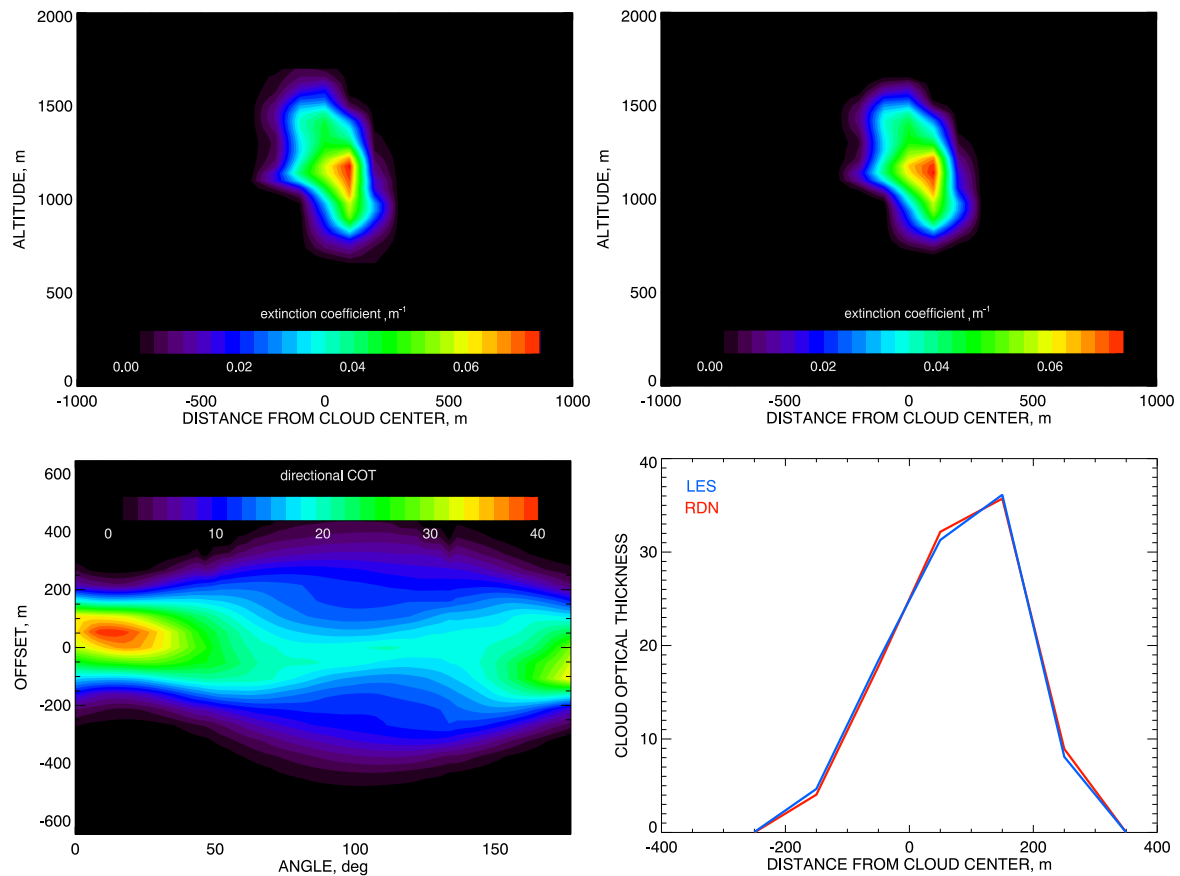 2000
1500
1000
500
0
ALTITUDE, m
extinction coefficient , m⁻¹
0.00 0.02 0.04 0.06
-1000 -500 0 500 1000
DISTANCE FROM CLOUD CENTER, m
2000
1500
1000
500
0
ALTITUDE, m
extinction coefficient , m⁻¹
0.00 0.02 0.04 0.06
-1000 -500 0 500 1000
DISTANCE FROM CLOUD CENTER, m
600
400
200
0
-200
-400
-600
OFFSET, m
directional COT
0 10 20 30 40
0 50 100 150
ANGLE, deg
40
30
20
10
0
CLOUD OPTICAL THICKNESS
LES
RDN
-400 -200 0 200 400
DISTANCE FROM CLOUD CENTER, m